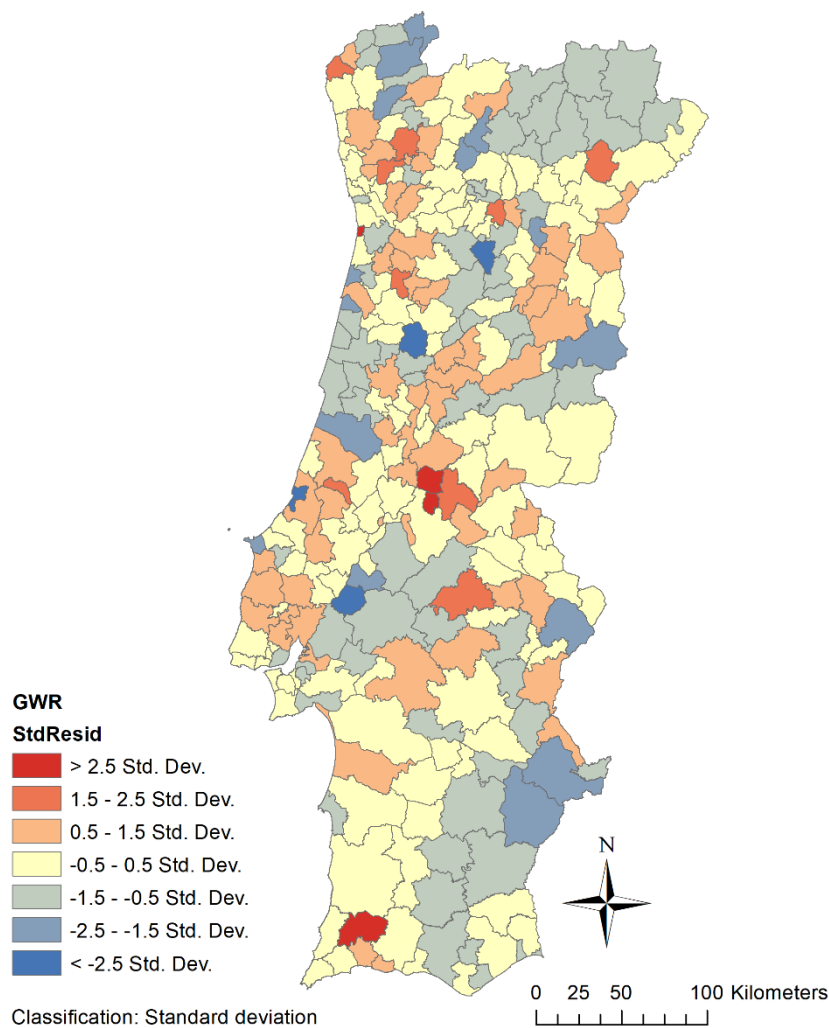 GWR
StdResid
> 2.5 Std. Dev.
1.5 - 2.5 Std. Dev.
0.5 - 1.5 Std. Dev.
-0.5 - 0.5 Std. Dev.
-1.5 - -0.5 Std. Dev.
-2.5 - -1.5 Std. Dev.
< -2.5 Std. Dev.
Classification: Standard deviation
N
0 25 50 100 Kilometers